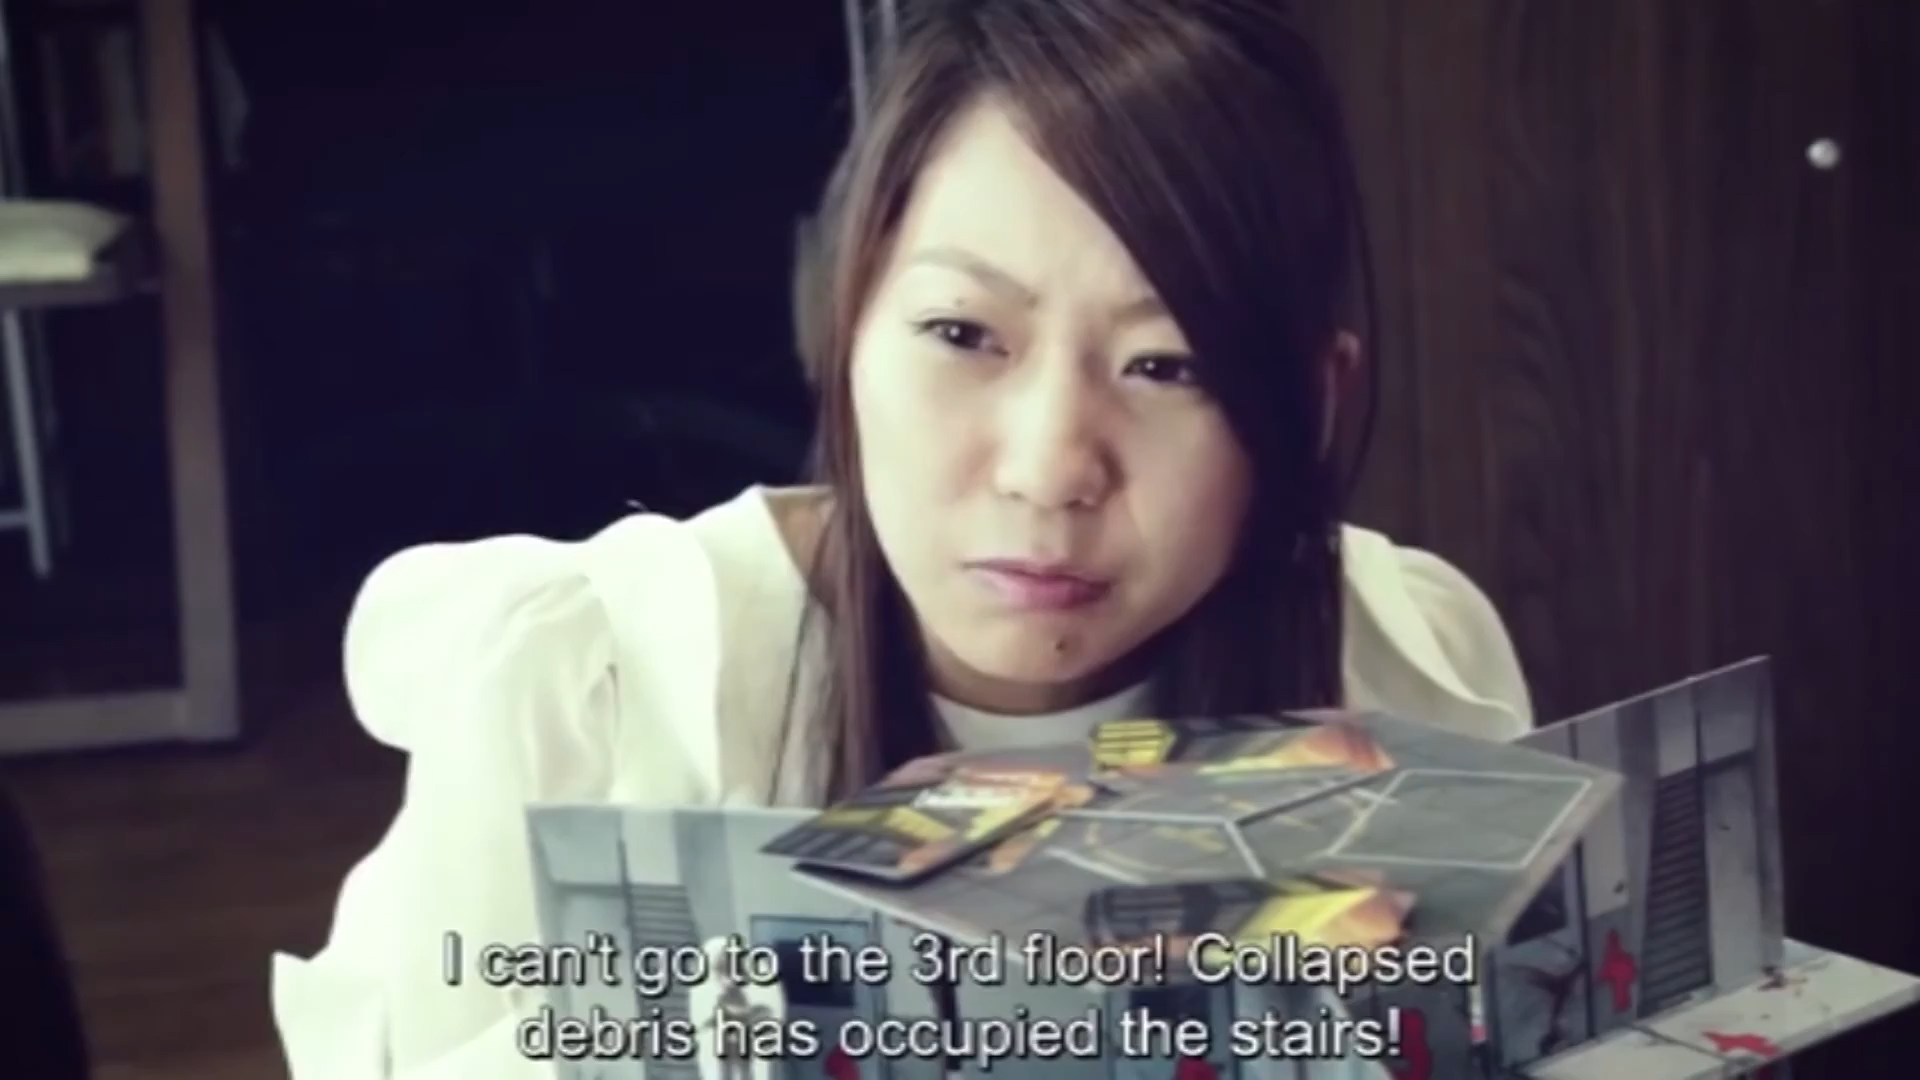 I can't go to the 3rd floor! Collapsed
debris has occupied the stairs!